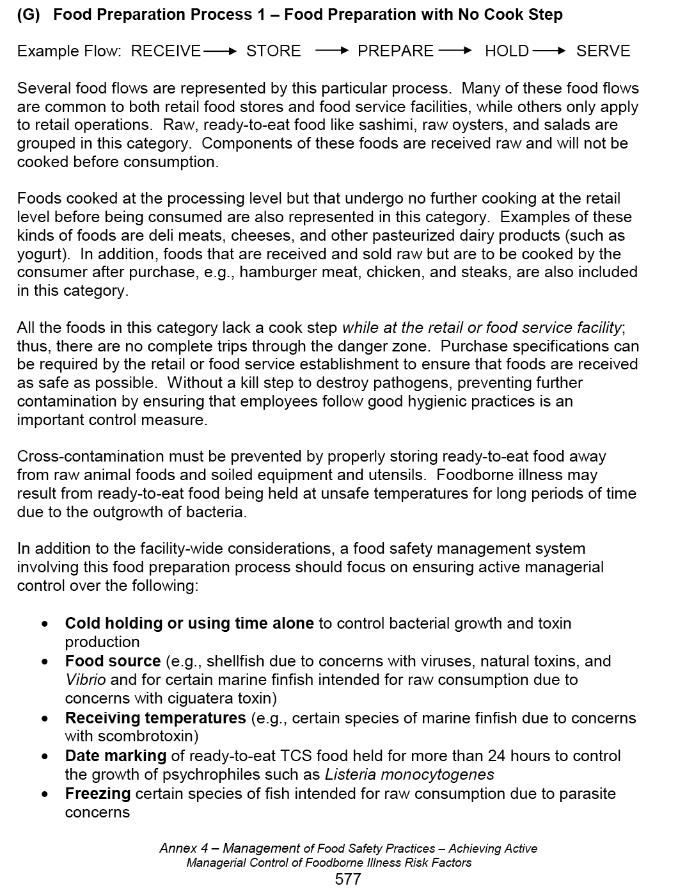 (G) Food Preparation Process 1 – Food Preparation with No Cook Step
Example Flow: RECEIVE → STORE → PREPARE → HOLD → SERVE
Several food flows are represented by this particular process. Many of these food flows
are common to both retail food stores and food service facilities, while others only apply
to retail operations. Raw, ready-to-eat food like sashimi, raw oysters, and salads are
grouped in this category. Components of these foods are received raw and will not be
cooked before consumption.
Foods cooked at the processing level but that undergo no further cooking at the retail
level before being consumed are also represented in this category. Examples of these
kinds of foods are deli meats, cheeses, and other pasteurized dairy products (such as
yogurt). In addition, foods that are received and sold raw but are to be cooked by the
consumer after purchase, e.g., hamburger meat, chicken, and steaks, are also included
in this category.
All the foods in this category lack a cook step while at the retail or food service facility;
thus, there are no complete trips through the danger zone. Purchase specifications can
be required by the retail or food service establishment to ensure that foods are received
as safe as possible. Without a kill step to destroy pathogens, preventing further
contamination by ensuring that employees follow good hygienic practices is an
important control measure.
Cross-contamination must be prevented by properly storing ready-to-eat food away
from raw animal foods and soiled equipment and utensils. Foodborne illness may
result from ready-to-eat food being held at unsafe temperatures for long periods of time
due to the outgrowth of bacteria.
In addition to the facility-wide considerations, a food safety management system
involving this food preparation process should focus on ensuring active managerial
control over the following:
• Cold holding or using time alone to control bacterial growth and toxin
production
• Food source (e.g., shellfish due to concerns with viruses, natural toxins, and
Vibrio and for certain marine finfish intended for raw consumption due to
concerns with ciguatera toxin)
• Receiving temperatures (e.g., certain species of marine finfish due to concerns
with scombrotoxin)
• Date marking of ready-to-eat TCS food held for more than 24 hours to control
the growth of psychrophiles such as Listeria monocytogenes
• Freezing certain species of fish intended for raw consumption due to parasite
concerns
Annex 4 – Management of Food Safety Practices – Achieving Active
Managerial Control of Foodborne Illness Risk Factors
577